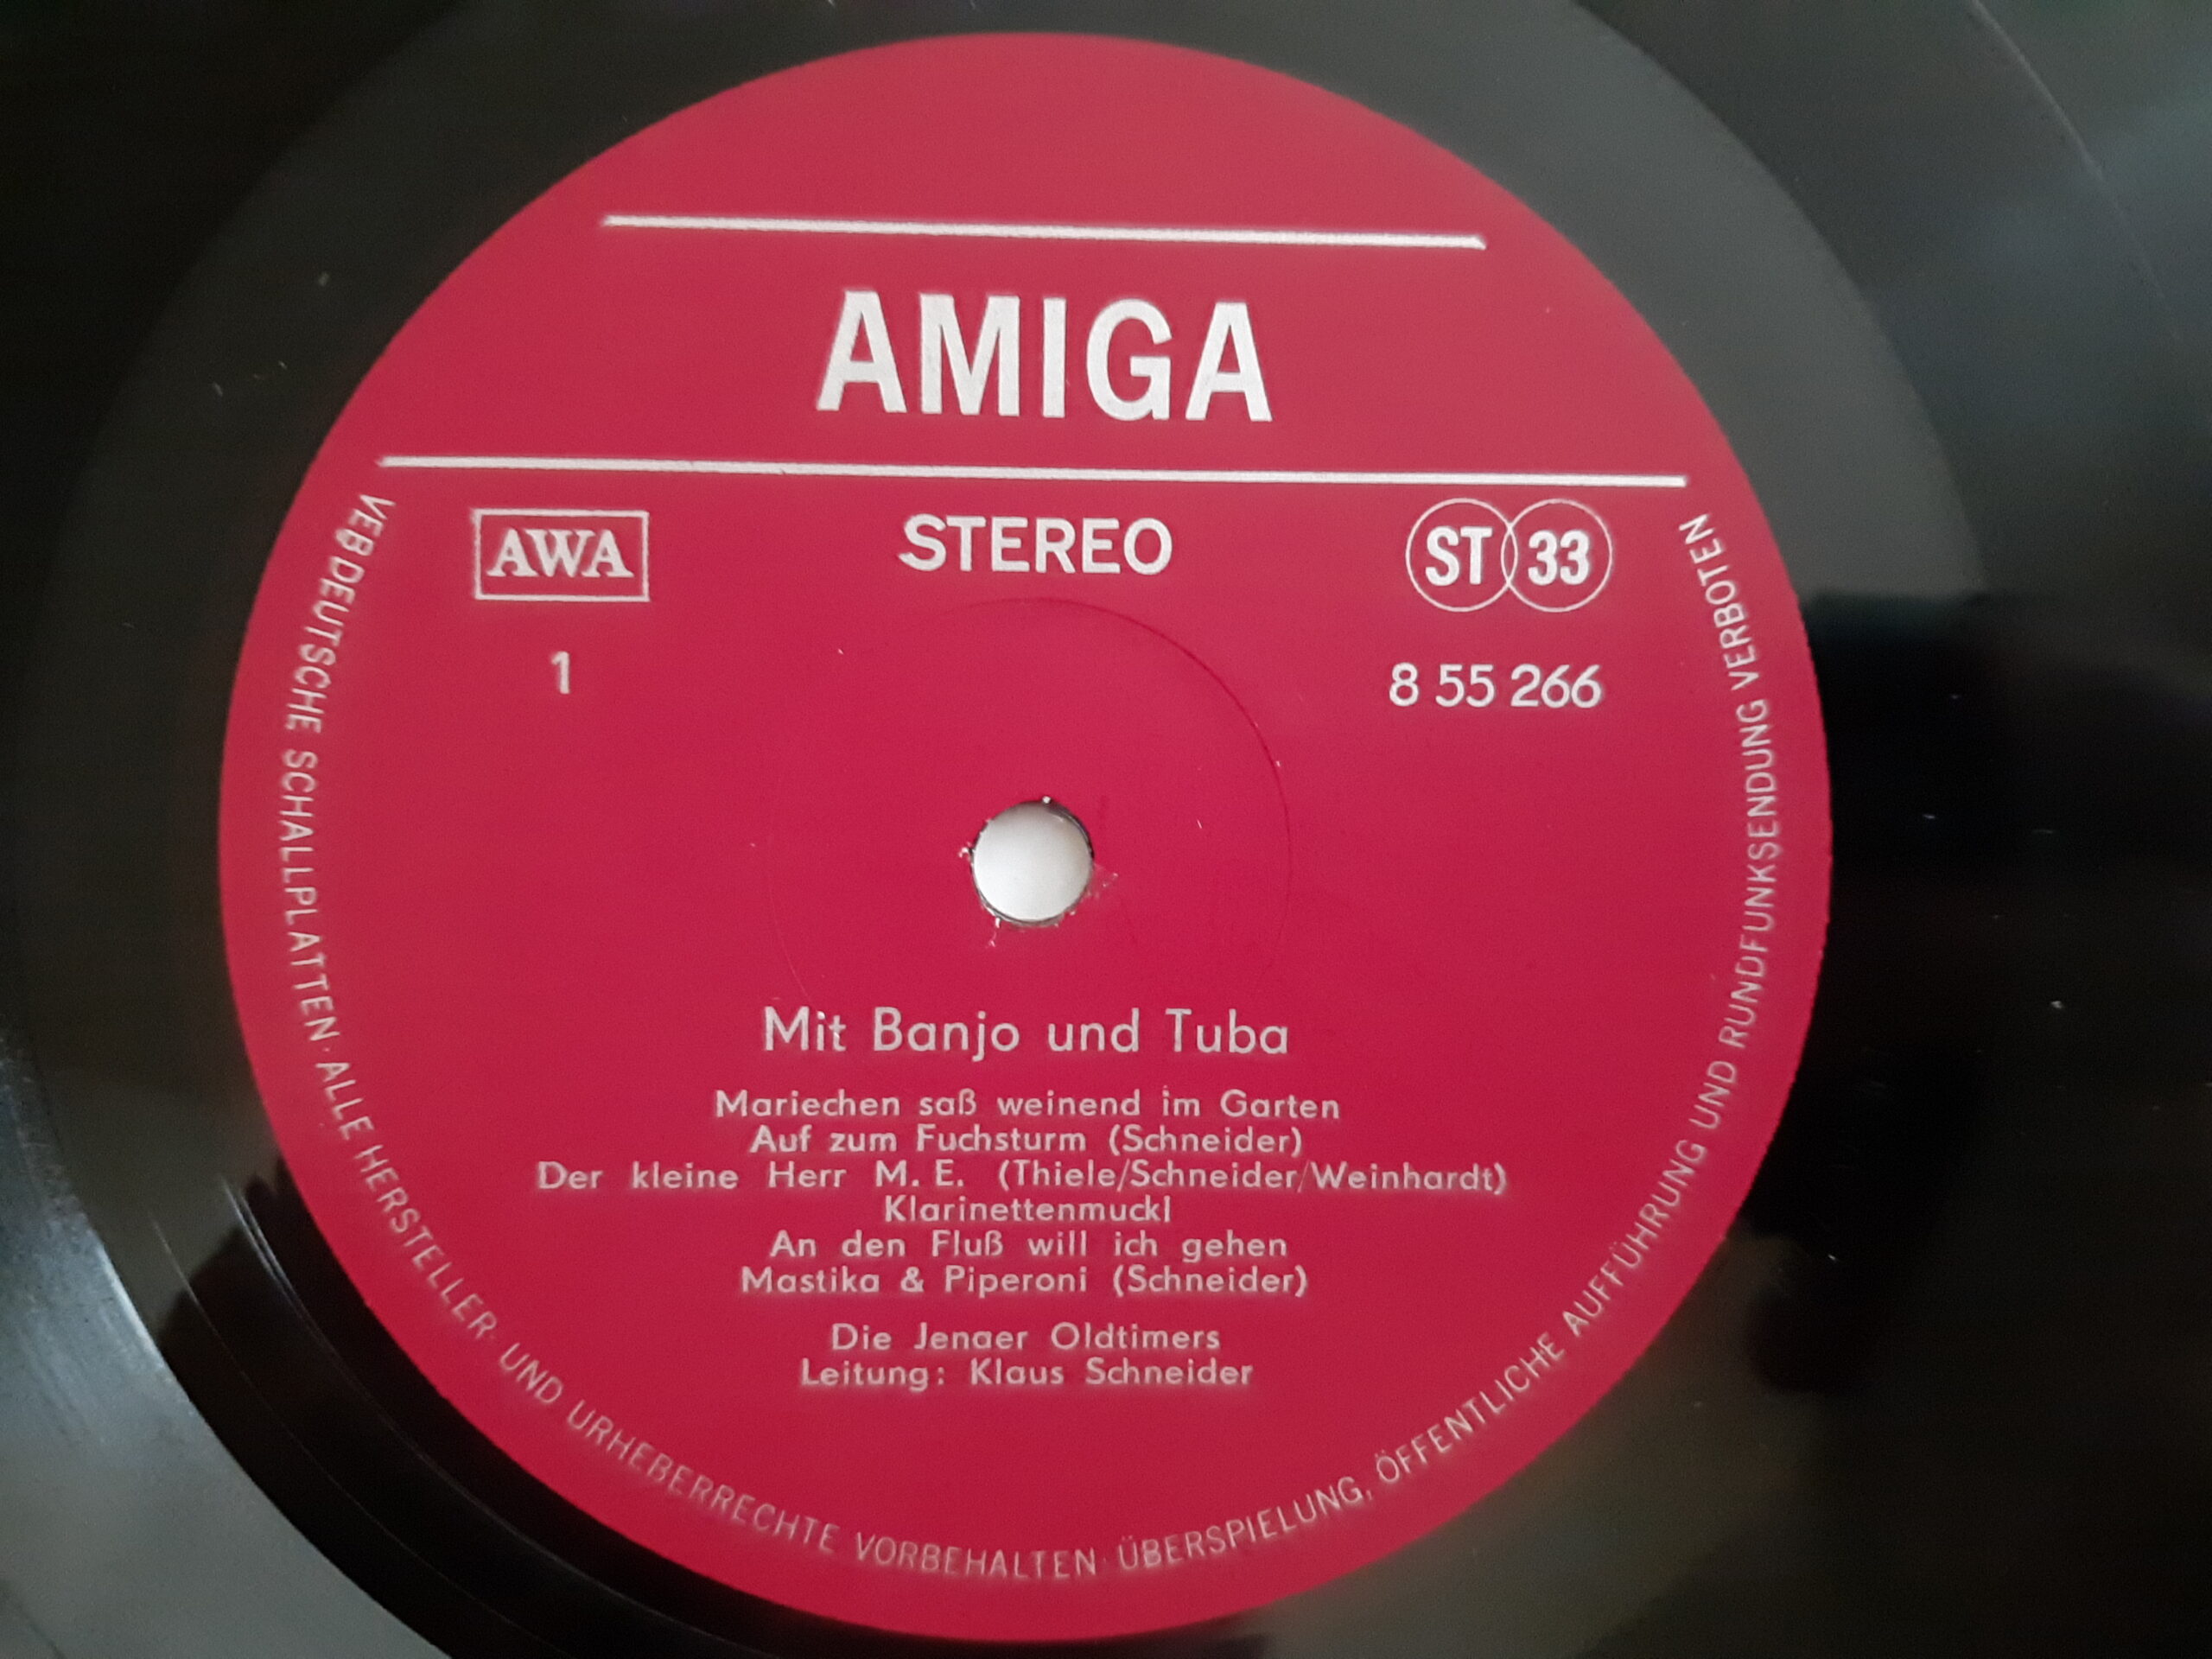 AMIGA
AWA
STEREO
ST 33
1
8 55 266
Mit Banjo und Tuba
Mariechen saß weinend im Garten
Auf zum Fuchsturm (Schneider)
Der kleine Herr M. E. (Thiele/Schneider/Weinhardt)
Klarinettenmuckl
An den Fluß will ich gehen
Mastika & Piperoni (Schneider)
Die Jenaer Oldtimers
Leitung: Klaus Schneider
VEB DEUTSCHE SCHALLPLATTEN · ALLE HERSTELLER- UND URHEBERRECHTE VORBEHALTEN · ÜBERSPIELUNG, ÖFFENTLICHE AUFFÜHRUNG UND RUNDFUNKSENDUNG VERBOTEN